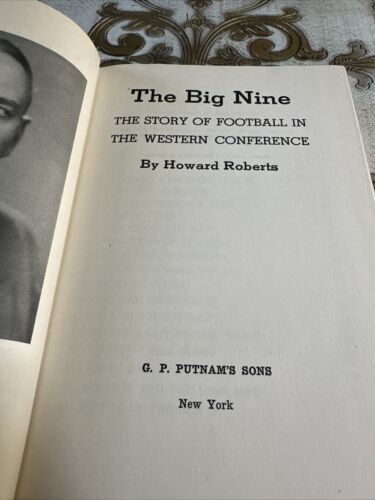 The Big Nine
THE STORY OF FOOTBALL IN
THE WESTERN CONFERENCE
By Howard Roberts
G. P. PUTNAM'S SONS
New York